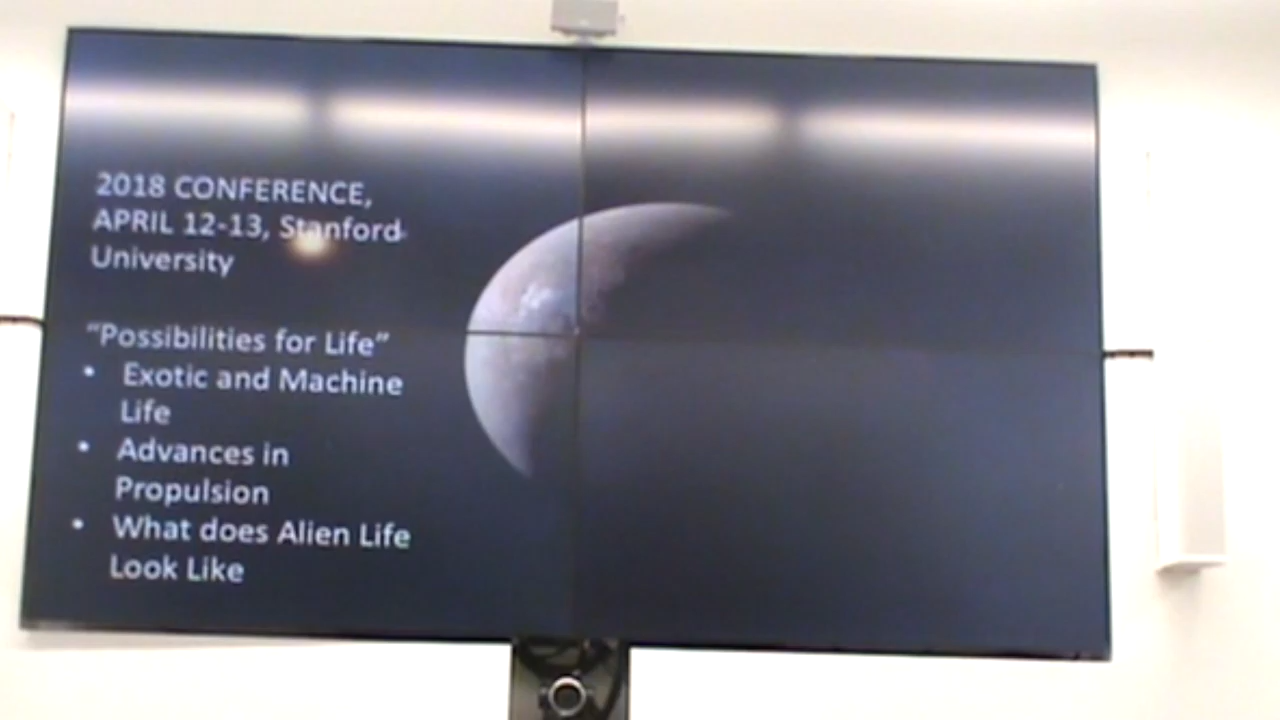 2018 CONFERENCE,
APRIL 12-13, Stanford
University
"Possibilities for Life"
• Exotic and Machine
Life
• Advances in
Propulsion
• What does Alien Life
Look Like